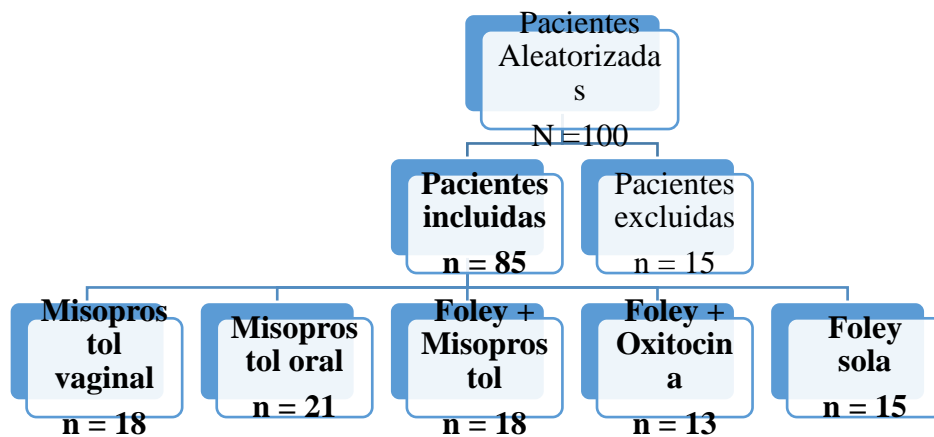 Pacientes
Aleatorizada
s
N =100
Pacientes
incluidas
n = 85
Pacientes
excluidas
n = 15
Misopros
tol
vaginal
n = 18
Misopros
tol oral
n = 21
Foley +
Misopros
tol
n = 18
Foley +
Oxitocin
a
n = 13
Foley
sola
n = 15